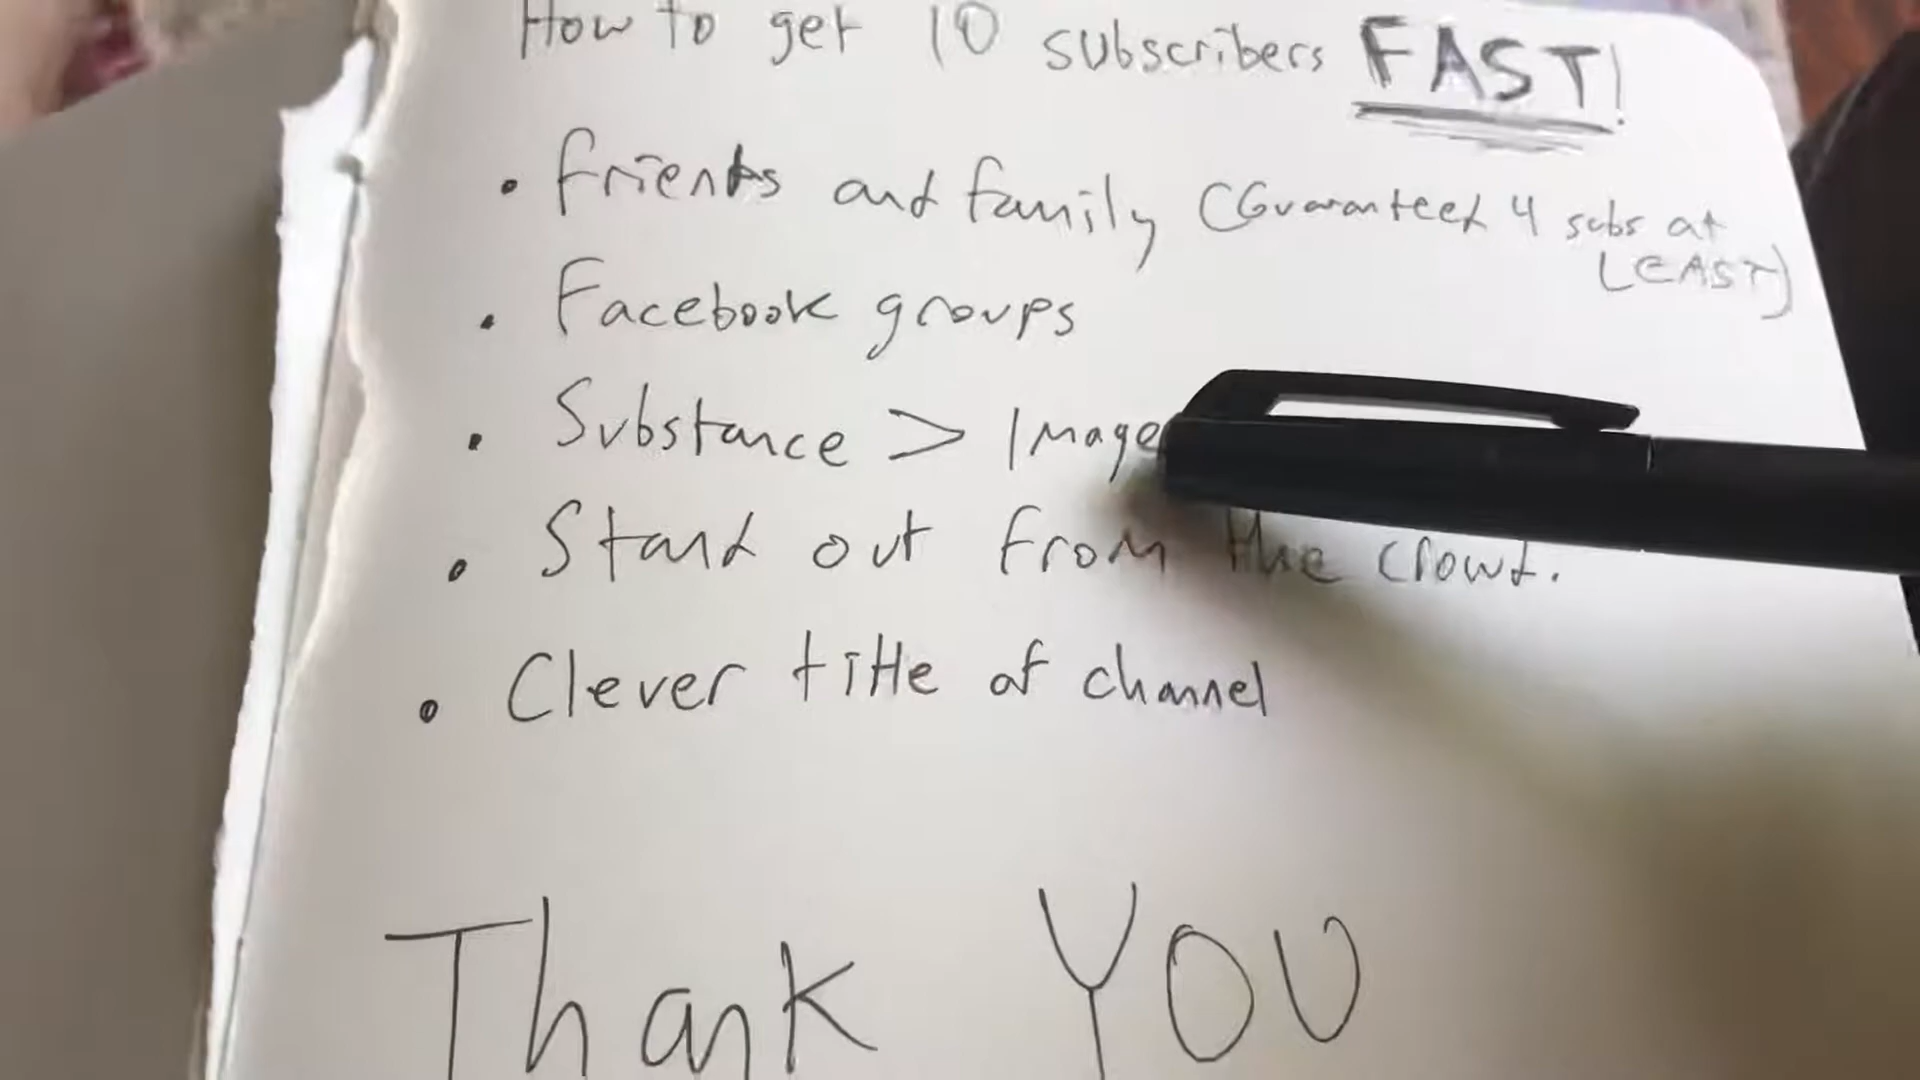 How to get 10 subscribers FAST!
• friends and family (Guaranteed 4 subs at
LEAST)
• Facebook groups
• Substance > Image
• Stand out from the crowd.
• Clever title of channel
Thank YOU